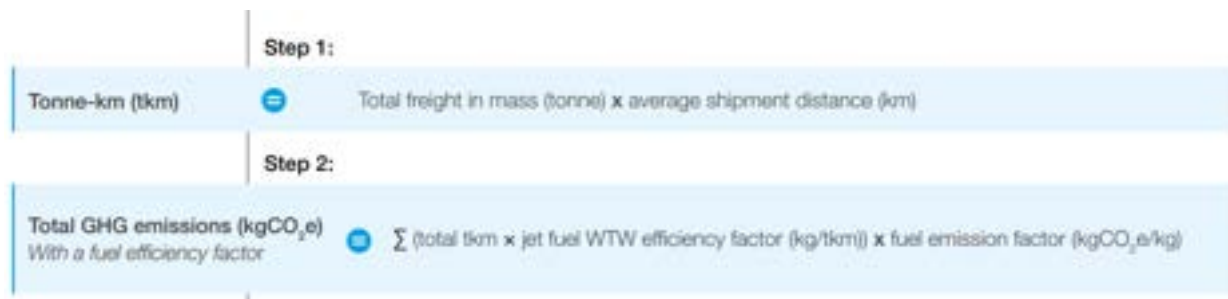 Step 1:
Tonne-km (tkm) = Total freight in mass (tonne) x average shipment distance (km)
Step 2:
Total GHG emissions (kgCO₂e)
With a fuel efficiency factor
= ∑ (total tkm x jet fuel WTW efficiency factor (kg/tkm)) x fuel emission factor (kgCO₂e/kg)